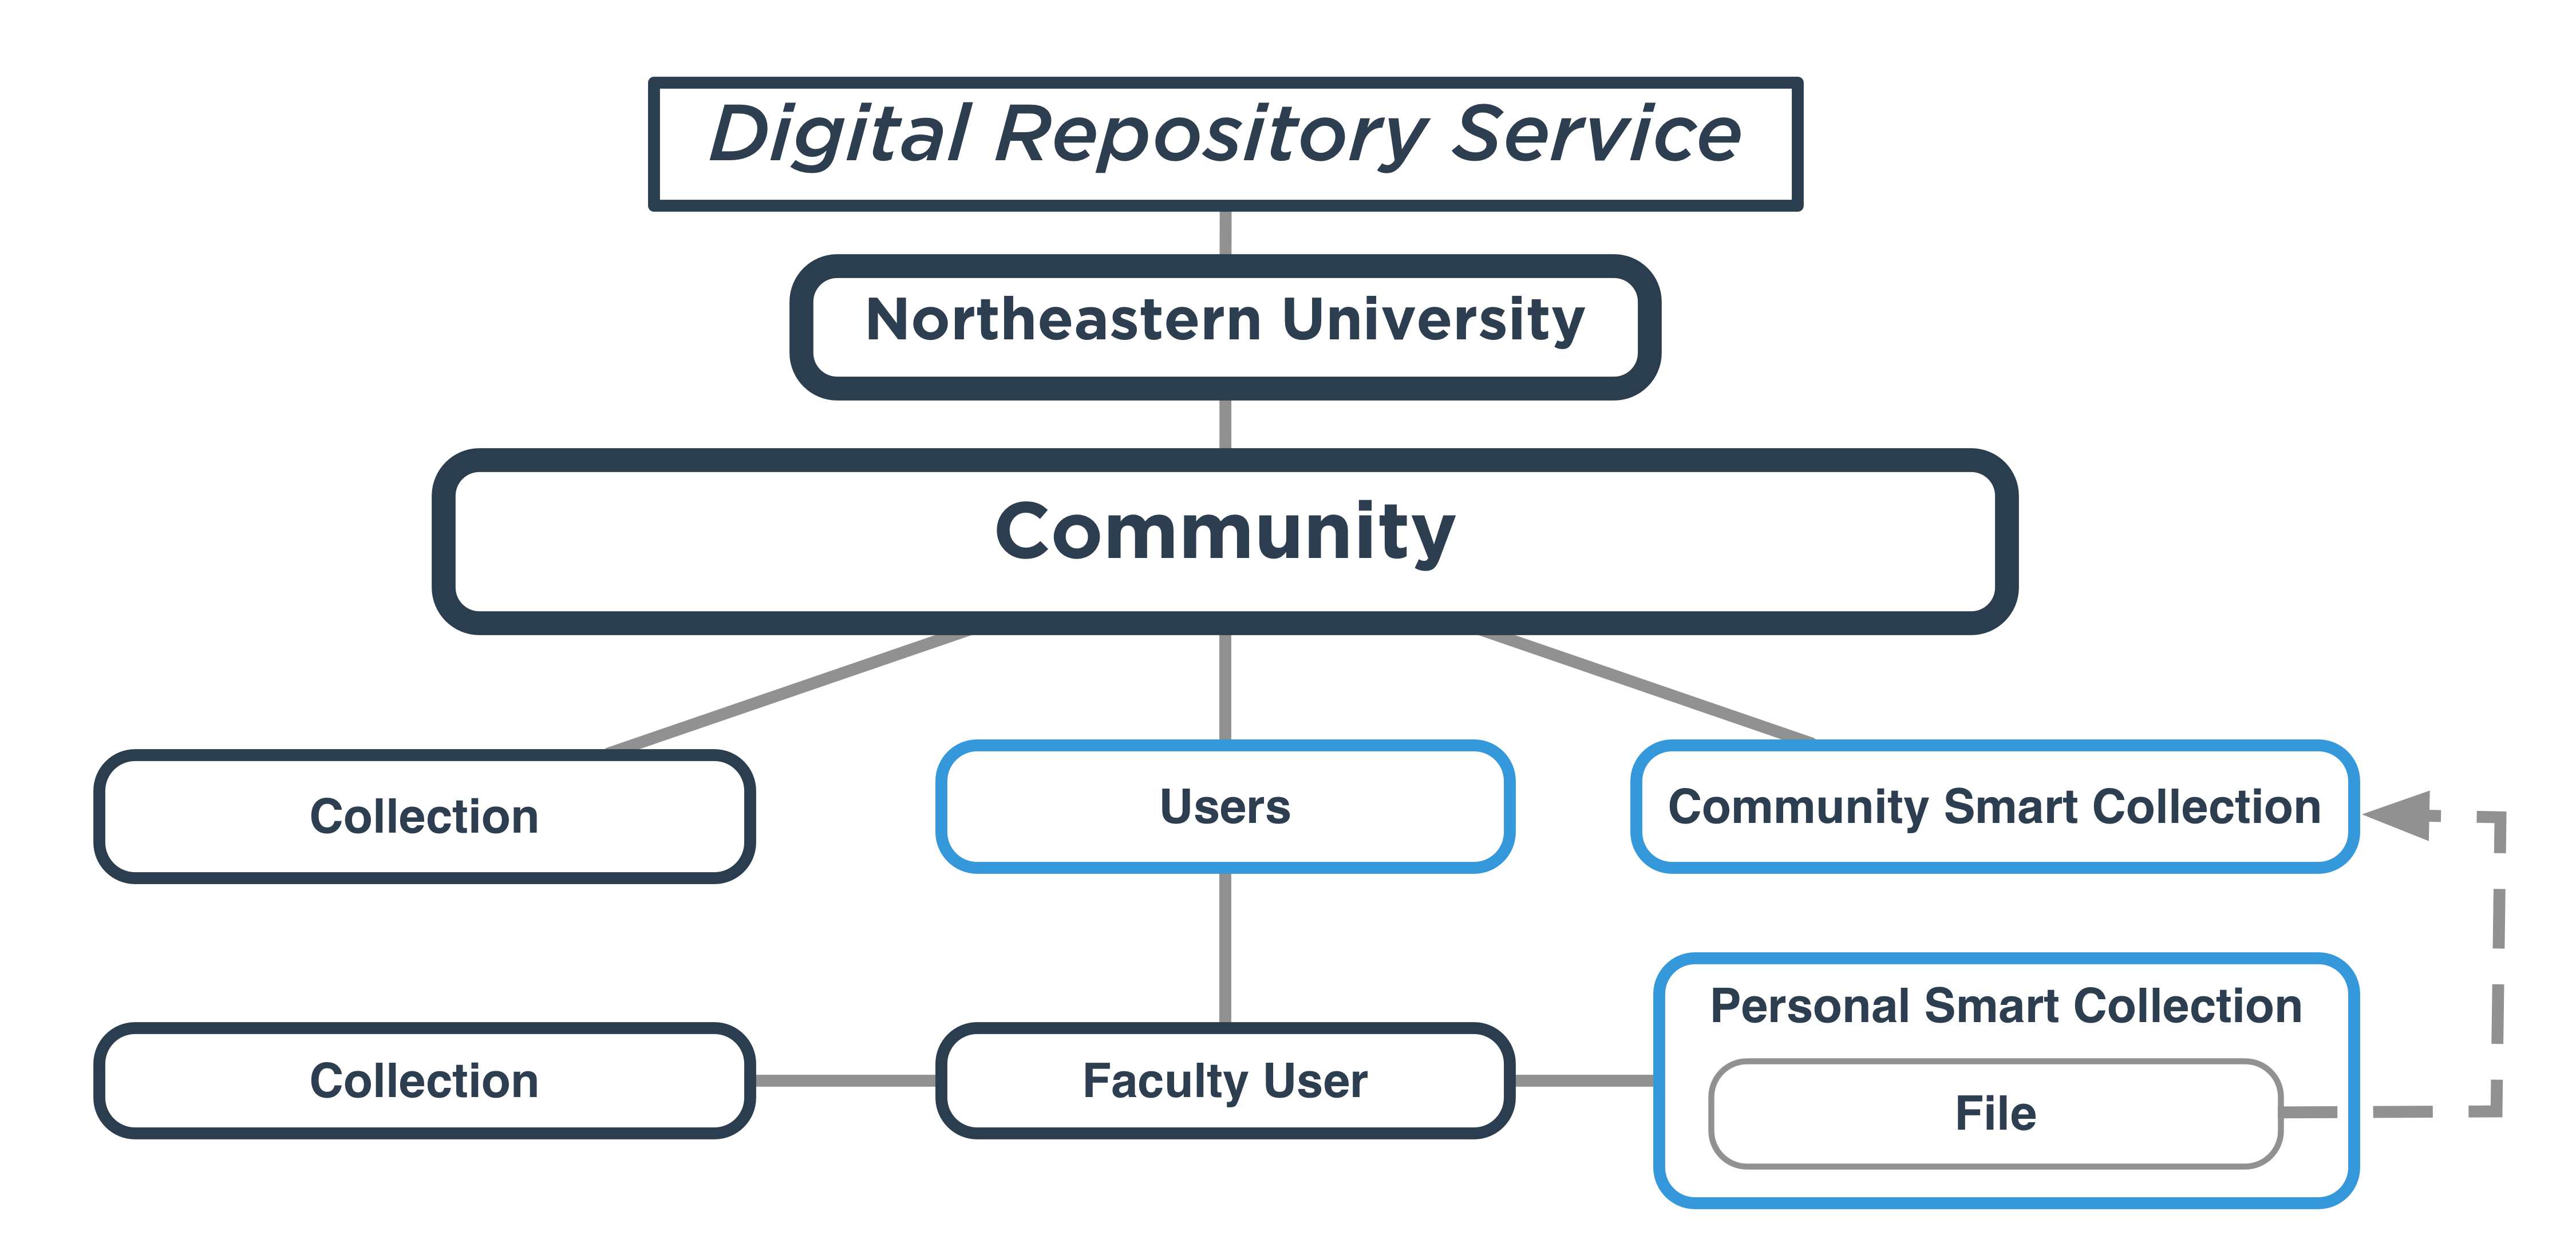 Digital Repository Service
Northeastern University
Community
Collection
Users
Community Smart Collection
Collection
Faculty User
Personal Smart Collection
File